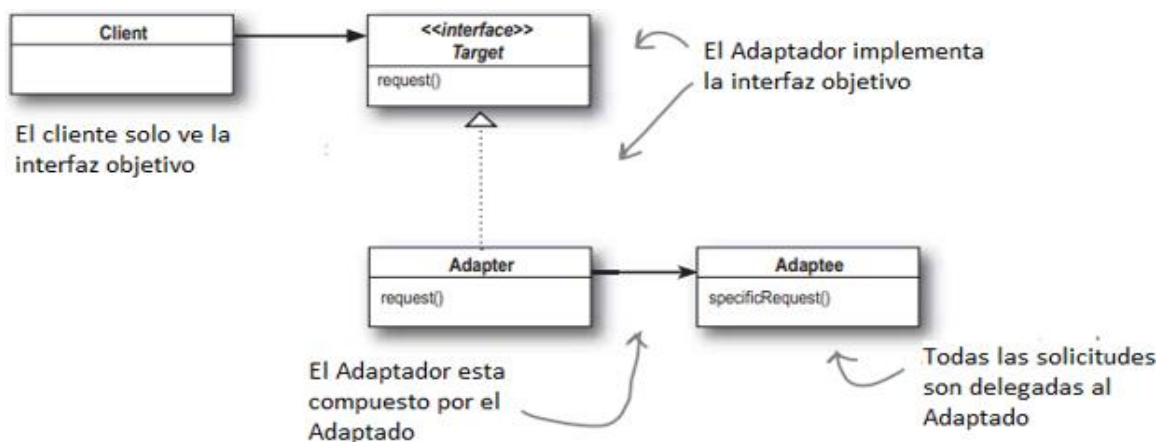 Client
<<interface>>
Target
request()
El Adaptador implementa
la interfaz objetivo
El cliente solo ve la
interfaz objetivo
Adapter
request()
Adaptee
specificRequest()
El Adaptador esta
compuesto por el
Adaptado
Todas las solicitudes
son delegadas al
Adaptado